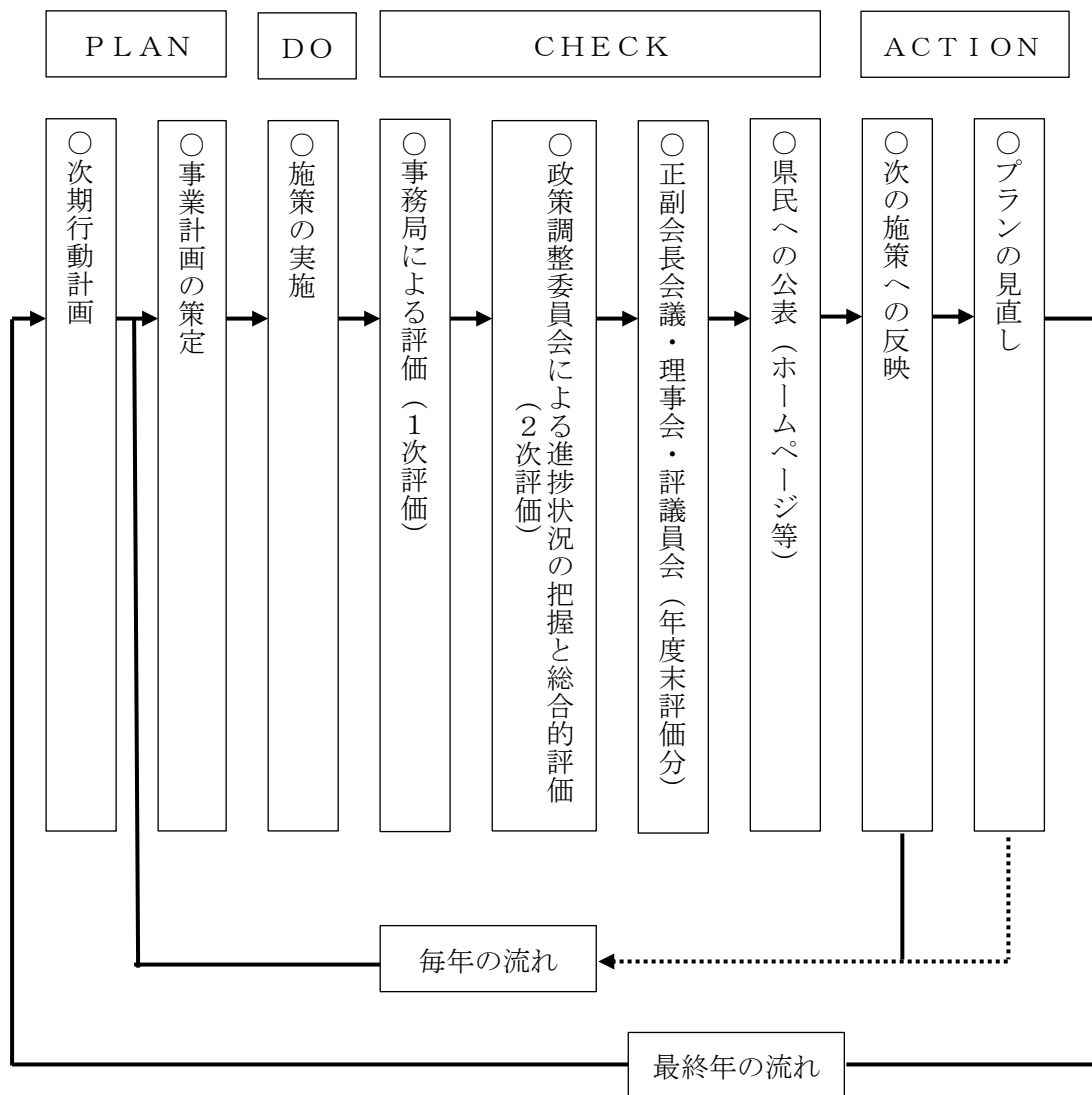 ＰＬＡＮ
ＤＯ
ＣＨＥＣＫ
ＡＣＴＩＯＮ
○次期行動計画
○事業計画の策定
○施策の実施
○事務局による評価（１次評価）
○政策調整委員会による進捗状況の把握と総合的評価
（２次評価）
○正副会長会議・理事会・評議員会（年度末評価分）
○県民への公表（ホームページ等）
○次の施策への反映
○プランの見直し
毎年の流れ
最終年の流れ